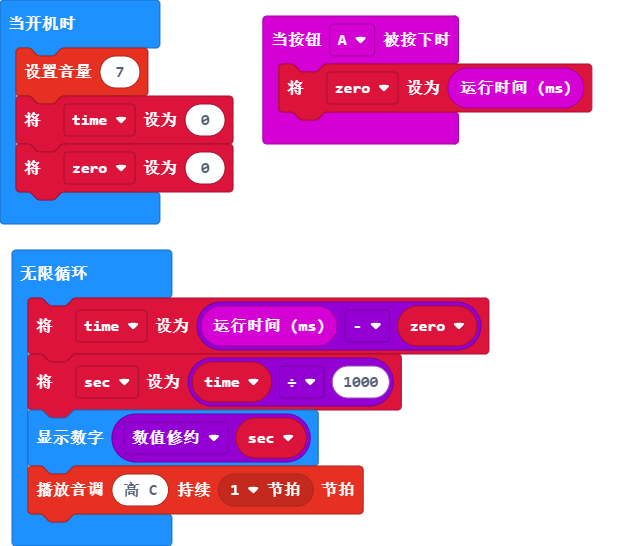 当开机时
设置音量 7
将 time 设为 0
将 zero 设为 0
当按钮 A 被按下时
将 zero 设为 运行时间 (ms)
无限循环
将 time 设为 运行时间 (ms) - zero
将 sec 设为 time ÷ 1000
显示数字 数值修约 sec
播放音调 高 C 持续 1 节拍 节拍